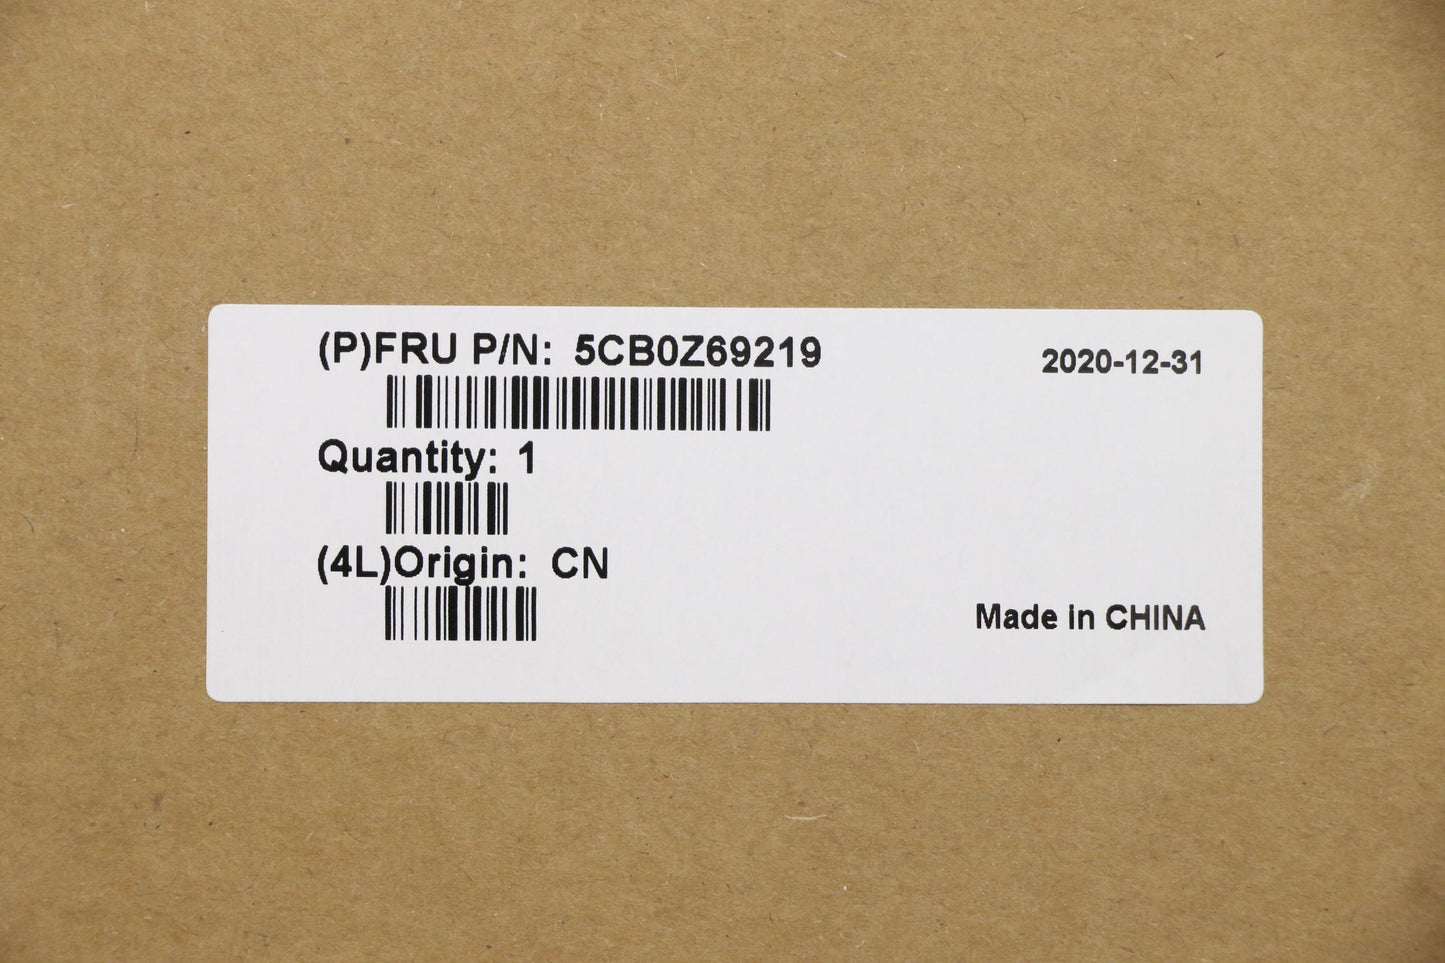 (P)FRU P/N: 5CB0Z69219
2020-12-31
Quantity: 1
(4L)Origin: CN
Made in CHINA